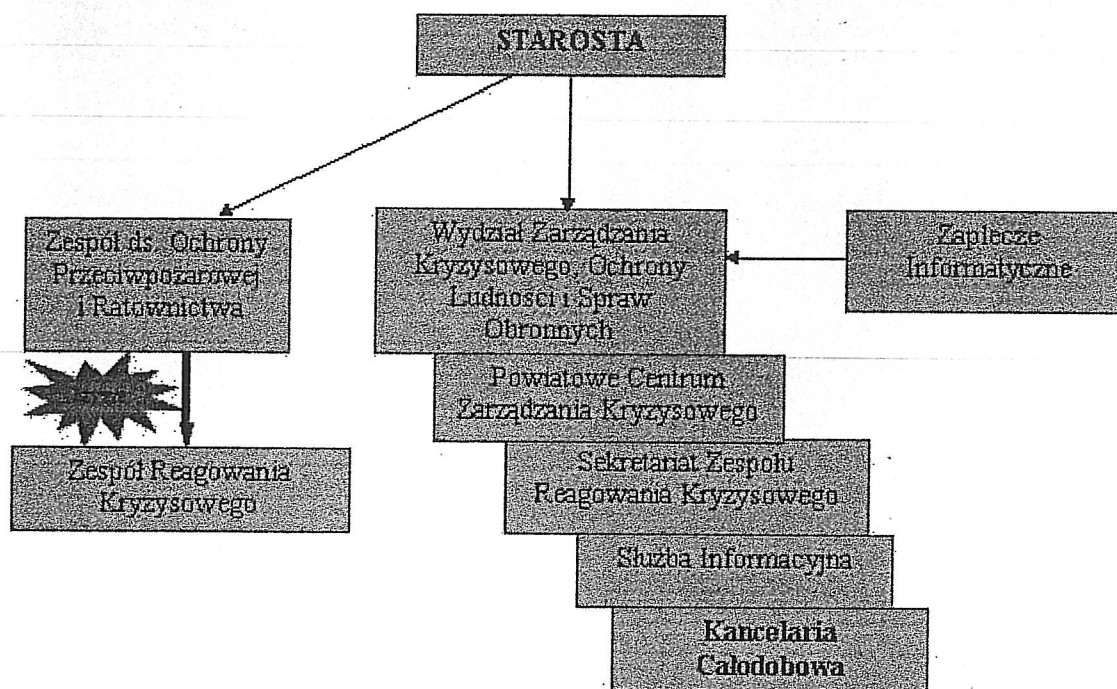 STAROSTA
Zespół ds. Ochrony
Przeciwpożarowej
i Ratownictwa
Wydział Zarządzania
Kryzysowego, Ochrony
Ludności i Spraw
Obronnych
Zaplecze
Informatyczne
Powiatowe Centrum
Zarządzania Kryzysowego
Zespół Reagowania
Kryzysowego
Sekretariat Zespołu
Reagowania Kryzysowego
Służba Informacyjna
Kancelaria
Całodobowa